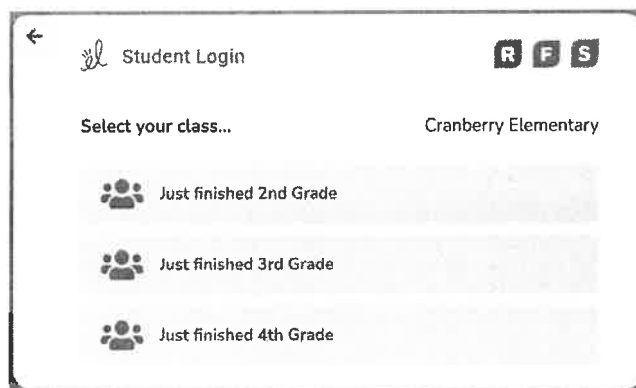 Student Login
R F S
Select your class...
Cranberry Elementary
Just finished 2nd Grade
Just finished 3rd Grade
Just finished 4th Grade